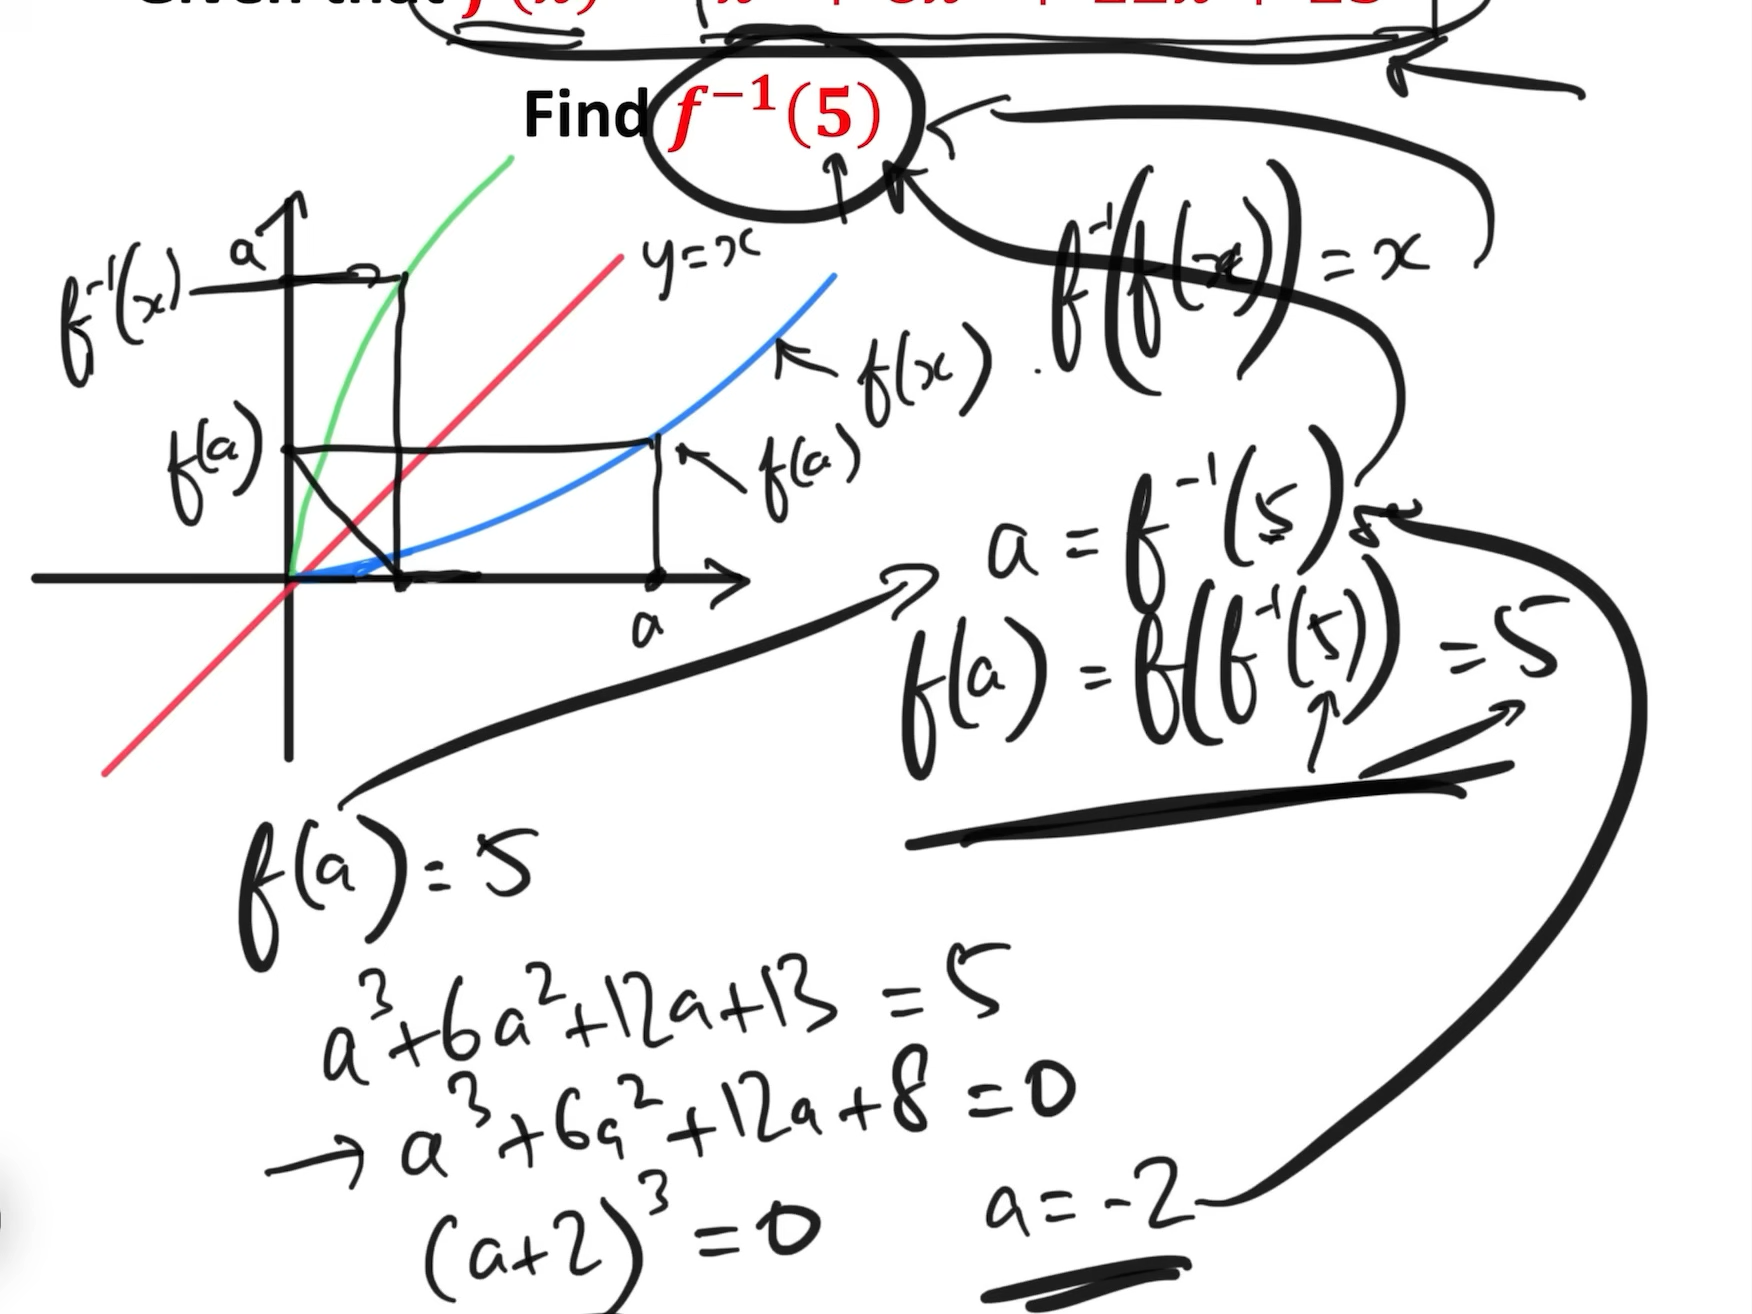 Find f⁻¹(5)
a
y=x
f⁻¹(x)
f⁻¹(f(x)) = x
f(x)
f(a)
f(a)
a = f⁻¹(5)
a
f(a) = f(f⁻¹(5)) = 5
f(a) = 5
a³+6a²+12a+13 = 5
→ a³+6a²+12a+8 = 0
(a+2)³ = 0
a = -2